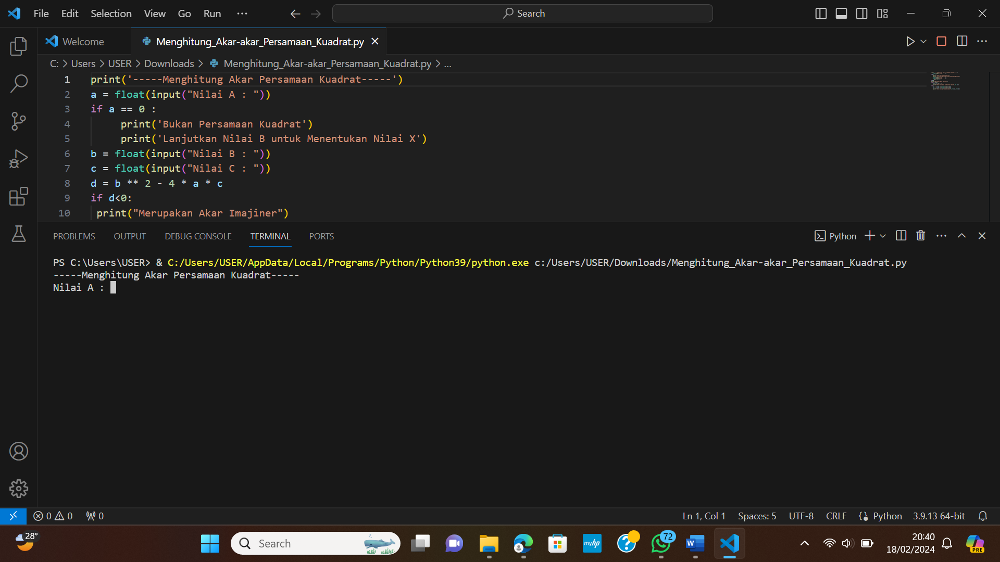 File Edit Selection View Go Run ... Search
Welcome Menghitung_Akar-akar_Persamaan_Kuadrat.py
C: > Users > USER > Downloads > Menghitung_Akar-akar_Persamaan_Kuadrat.py > ...
1 print('-----Menghitung Akar Persamaan Kuadrat-----')
2 a = float(input("Nilai A : "))
3 if a == 0 :
4 print('Bukan Persamaan Kuadrat')
5 print('Lanjutkan Nilai B untuk Menentukan Nilai X')
6 b = float(input("Nilai B : "))
7 c = float(input("Nilai C : "))
8 d = b ** 2 - 4 * a * c
9 if d<0:
10 print("Merupakan Akar Imajiner")
PROBLEMS OUTPUT DEBUG CONSOLE TERMINAL PORTS Python
PS C:\Users\USER> & C:/Users/USER/AppData/Local/Programs/Python/Python39/python.exe c:/Users/USER/Downloads/Menghitung_Akar-akar_Persamaan_Kuadrat.py
-----Menghitung Akar Persamaan Kuadrat-----
Nilai A :
0 0 0 Ln 1, Col 1 Spaces: 5 UTF-8 CRLF Python 3.9.13 64-bit
28° Search myhp 72 20:40
18/02/2024 PRE